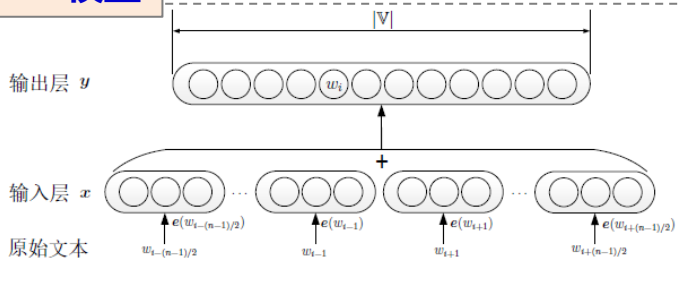 模型
|𝕍|
输出层 y
w_i
+
输入层 x
... ...
e(w_{i-(n-1)/2}) e(w_{i-1}) e(w_{i+1}) e(w_{i+(n-1)/2})
原始文本 w_{i-(n-1)/2} w_{i-1} w_{i+1} w_{i+(n-1)/2}